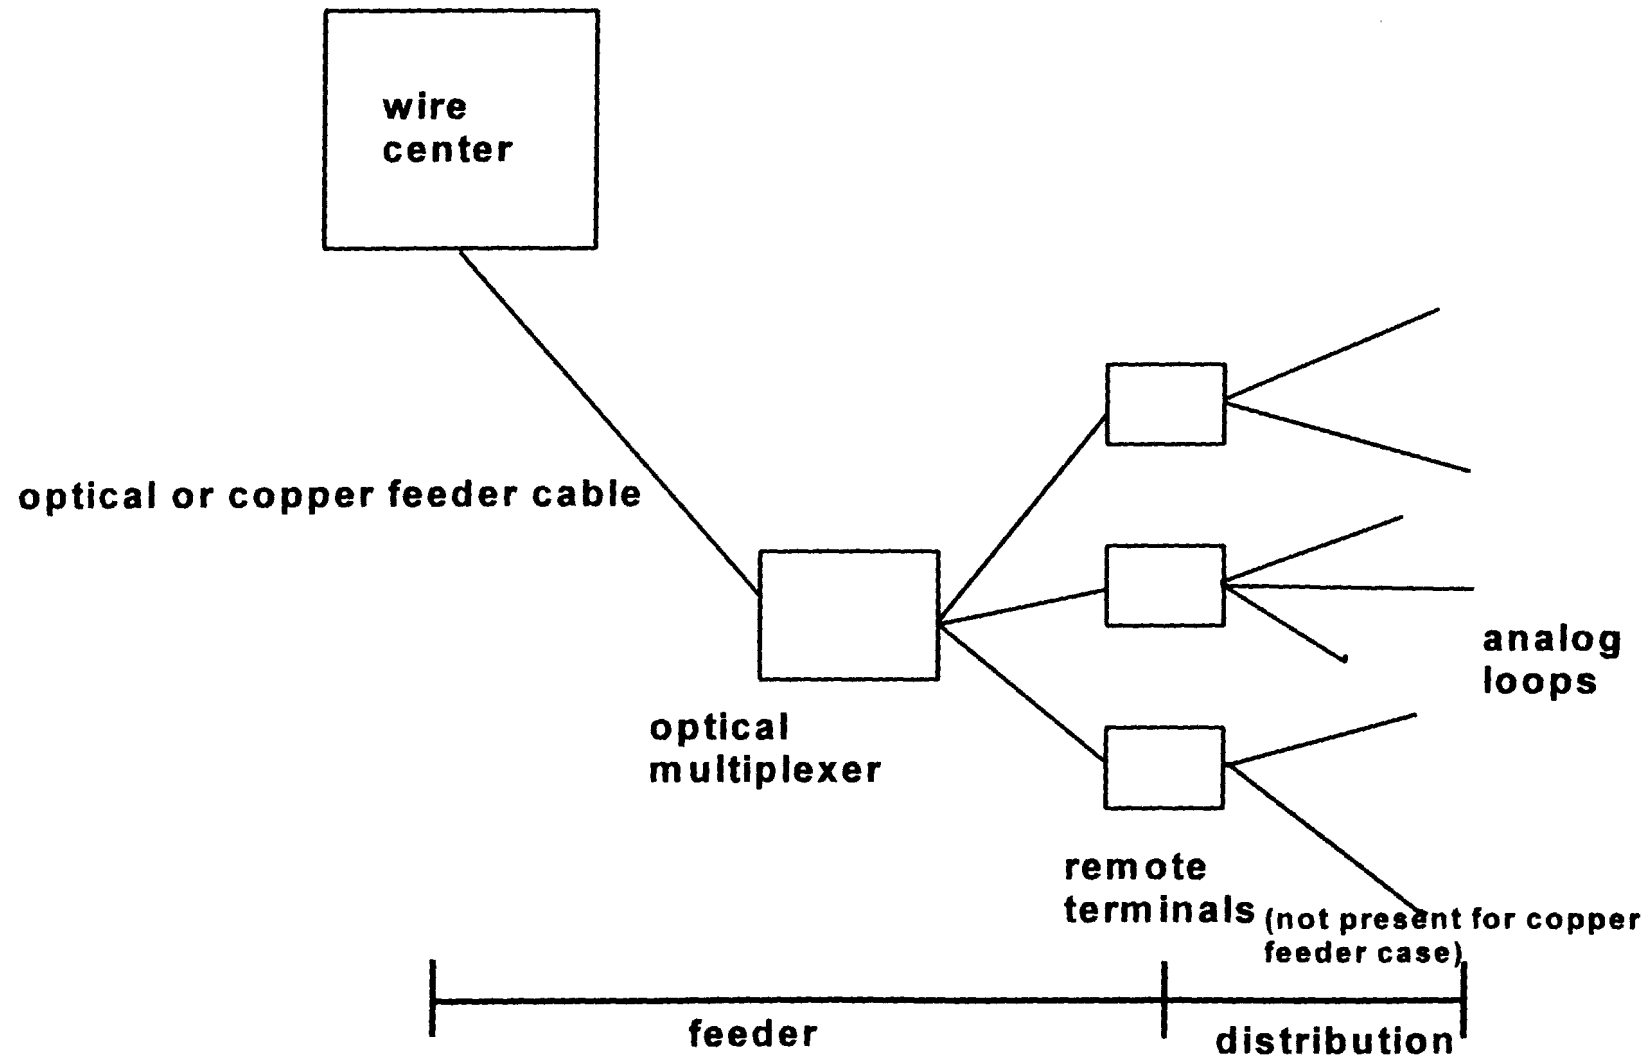 wire
center
optical or copper feeder cable
analog
loops
optical
multiplexer
remote
terminals
(not present for copper
feeder case)
feeder
distribution